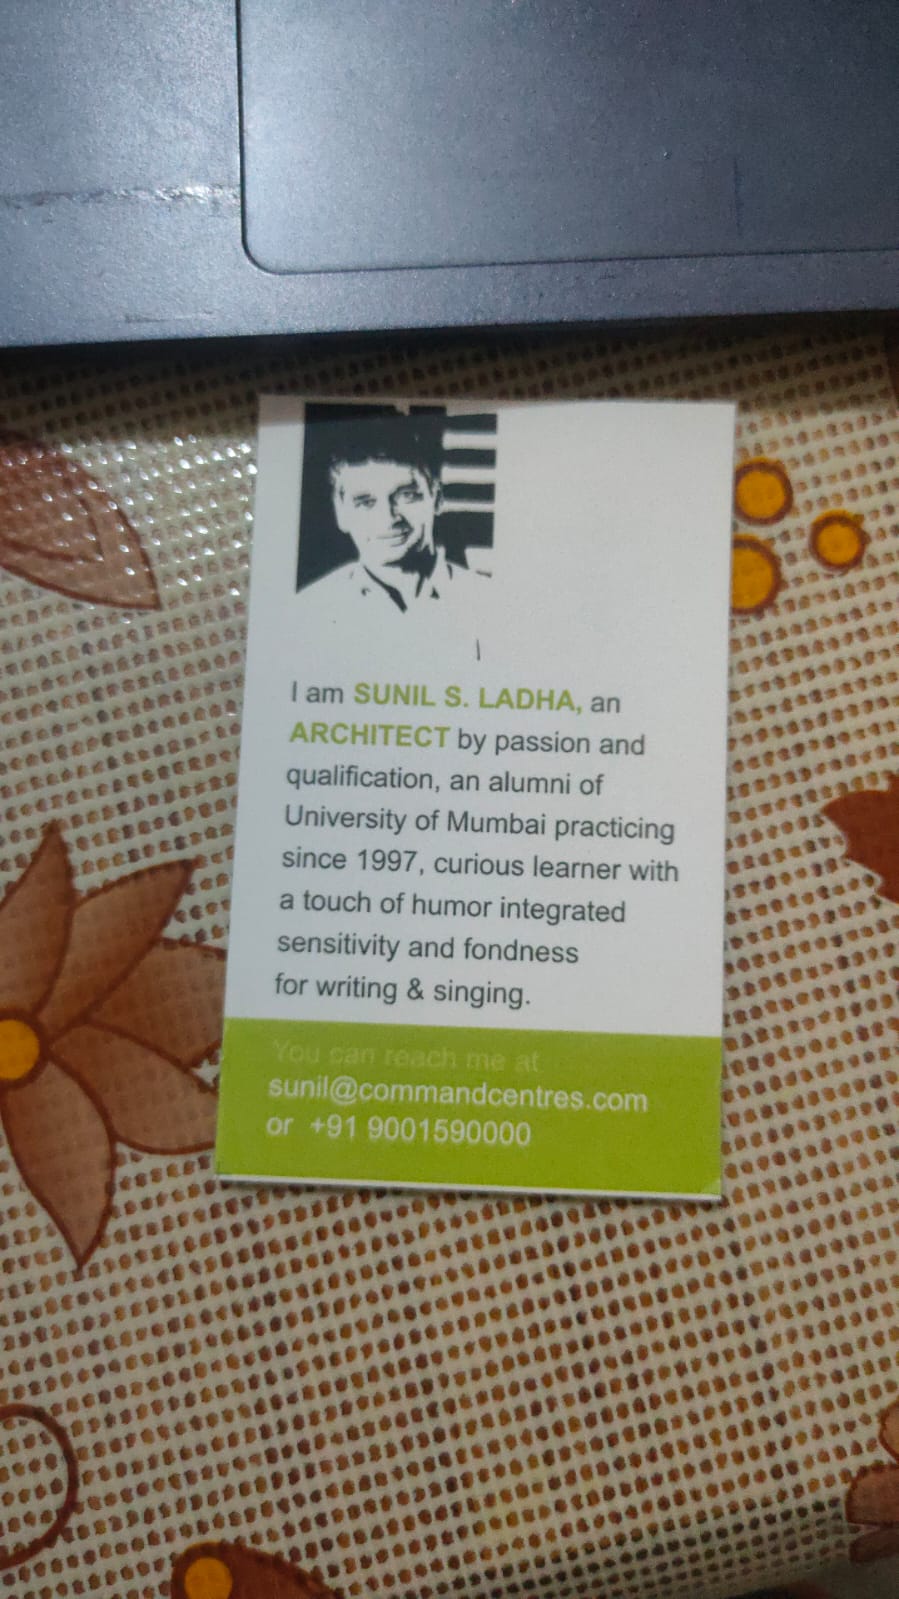 I am SUNIL S. LADHA, an
ARCHITECT by passion and
qualification, an alumni of
University of Mumbai practicing
since 1997, curious learner with
a touch of humor integrated
sensitivity and fondness
for writing & singing.
You can reach me at
sunil@commandcentres.com
or +91 9001590000